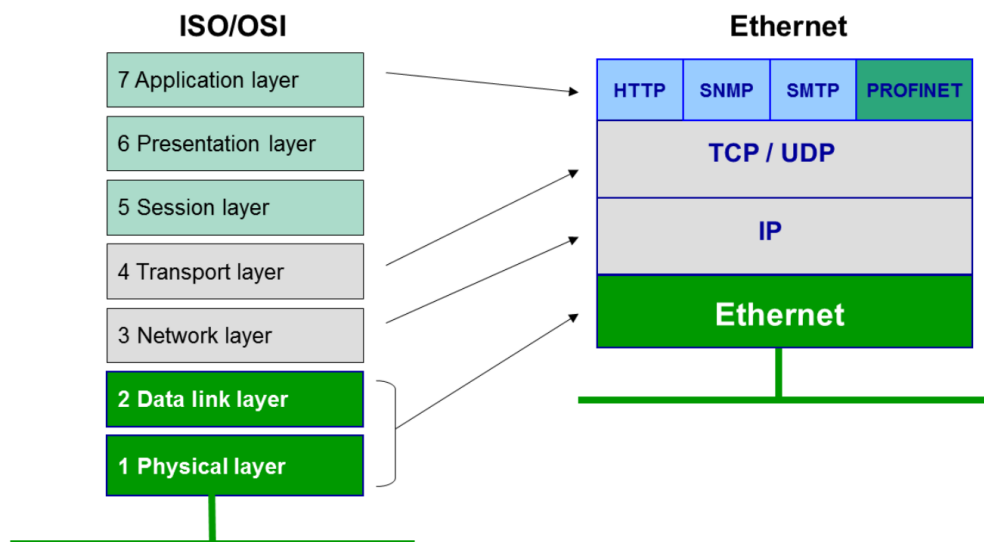 ISO/OSI
7 Application layer
6 Presentation layer
5 Session layer
4 Transport layer
3 Network layer
2 Data link layer
1 Physical layer
Ethernet
HTTP SNMP SMTP PROFINET
TCP / UDP
IP
Ethernet